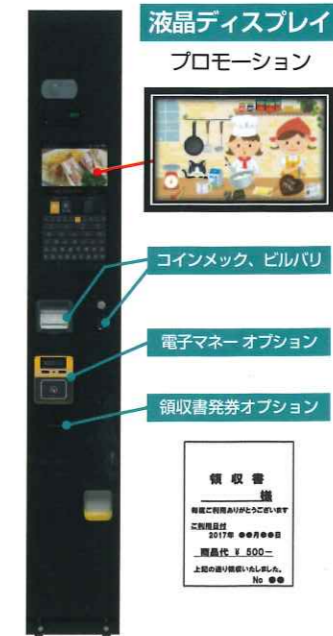 液晶ディスプレイ
プロモーション
コインメック、ビルバリ
電子マネー オプション
領収書発券オプション
領 収 書
様
毎度ご利用ありがとうございます
ご利用日付
2017年 ●●月●●日
商品代 ¥ 500−
上記の通り領収いたしました。
No ●●